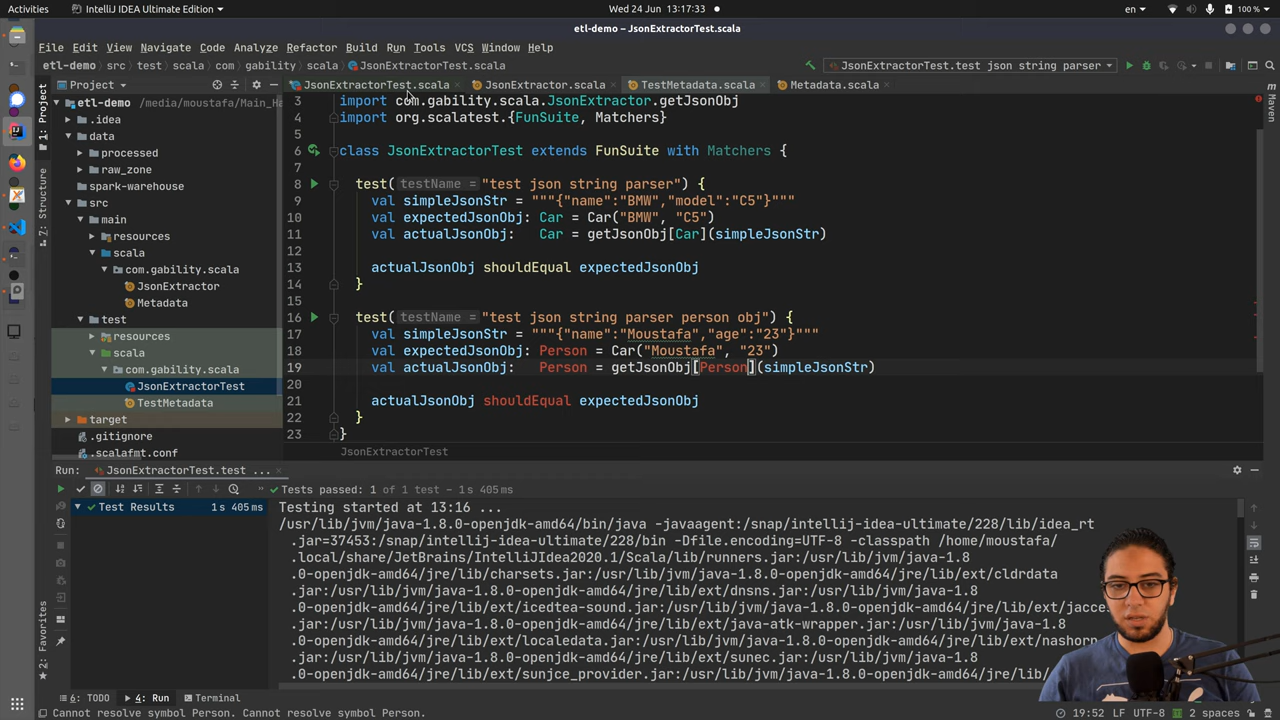 Activities
IntelliJ IDEA Ultimate Edition
Wed 24 Jun 13:17:33
en
100 %
etl-demo – JsonExtractorTest.scala
File Edit View Navigate Code Analyze Refactor Build Run Tools VCS Window Help
etl-demo src test scala com gability scala JsonExtractorTest.scala
JsonExtractorTest.test json string parser
Project
JsonExtractorTest.scala
JsonExtractor.scala
TestMetadata.scala
Metadata.scala
1: Project
7: Structure
2: Favorites
etl-demo /media/moustafa/Main_Ha
.idea
data
processed
raw_zone
spark-warehouse
src
main
resources
scala
com.gability.scala
JsonExtractor
Metadata
test
resources
scala
com.gability.scala
JsonExtractorTest
TestMetadata
target
.gitignore
.scalafmt.conf
3 import com.gability.scala.JsonExtractor.getJsonObj
4 import org.scalatest.{FunSuite, Matchers}
5
6 class JsonExtractorTest extends FunSuite with Matchers {
7
8 test( testName = "test json string parser") {
9 val simpleJsonStr = """{"name":"BMW","model":"C5"}"""
10 val expectedJsonObj: Car = Car("BMW", "C5")
11 val actualJsonObj: Car = getJsonObj[Car](simpleJsonStr)
12
13 actualJsonObj shouldEqual expectedJsonObj
14 }
15
16 test( testName = "test json string parser person obj") {
17 val simpleJsonStr = """{"name":"Moustafa","age":"23"}"""
18 val expectedJsonObj: Person = Car("Moustafa", "23")
19 val actualJsonObj: Person = getJsonObj[Person](simpleJsonStr)
20
21 actualJsonObj shouldEqual expectedJsonObj
22 }
23 }
JsonExtractorTest
Run: JsonExtractorTest.test ...
Tests passed: 1 of 1 test – 1 s 405 ms
Test Results 1 s 405 ms
Testing started at 13:16 ...
/usr/lib/jvm/java-1.8.0-openjdk-amd64/bin/java -javaagent:/snap/intellij-idea-ultimate/228/lib/idea_rt
.jar=37453:/snap/intellij-idea-ultimate/228/bin -Dfile.encoding=UTF-8 -classpath /home/moustafa/
.local/share/JetBrains/IntelliJIdea2020.1/Scala/lib/runners.jar:/usr/lib/jvm/java-1.8
.0-openjdk-amd64/jre/lib/charsets.jar:/usr/lib/jvm/java-1.8.0-openjdk-amd64/jre/lib/ext/cldrdata
.jar:/usr/lib/jvm/java-1.8.0-openjdk-amd64/jre/lib/ext/dnsns.jar:/usr/lib/jvm/java-1.8
.0-openjdk-amd64/jre/lib/ext/icedtea-sound.jar:/usr/lib/jvm/java-1.8.0-openjdk-amd64/jre/lib/ext/jacce
.jar:/usr/lib/jvm/java-1.8.0-openjdk-amd64/jre/lib/ext/java-atk-wrapper.jar:/usr/lib/jvm/java-1.8
.0-openjdk-amd64/jre/lib/ext/localedata.jar:/usr/lib/jvm/java-1.8.0-openjdk-amd64/jre/lib/ext/nashorn
.jar:/usr/lib/jvm/java-1.8.0-openjdk-amd64/jre/lib/ext/sunec.jar:/usr/lib/jvm/java-1.8
.0-openjdk-amd64/jre/lib/ext/sunjce_provider.jar:/usr/lib/jvm/java-1.8.0-openjdk-amd64
6: TODO
4: Run
Terminal
Cannot resolve symbol Person. Cannot resolve symbol Person.
19:52 LF UTF-8 2 spaces